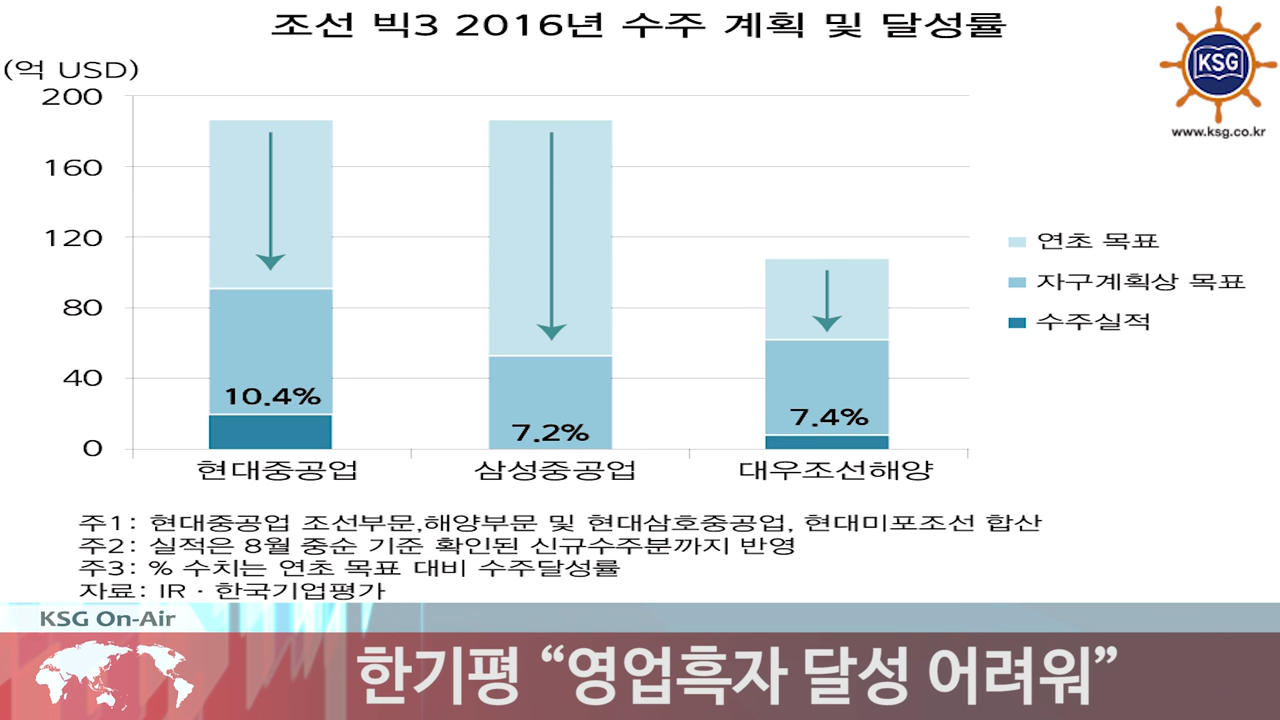 조선 빅3 2016년 수주 계획 및 달성률
KSG
www.ksg.co.kr
(억 USD)
200
160
120
80
40
0
연초 목표
자구계획상 목표
수주실적
10.4%
7.2%
7.4%
현대중공업
삼성중공업
대우조선해양
주1: 현대중공업 조선부문,해양부문 및 현대삼호중공업, 현대미포조선 합산
주2: 실적은 8월 중순 기준 확인된 신규수주분까지 반영
주3: % 수치는 연초 목표 대비 수주달성률
자료: IR · 한국기업평가
KSG On-Air
한기평 “영업흑자 달성 어려워”